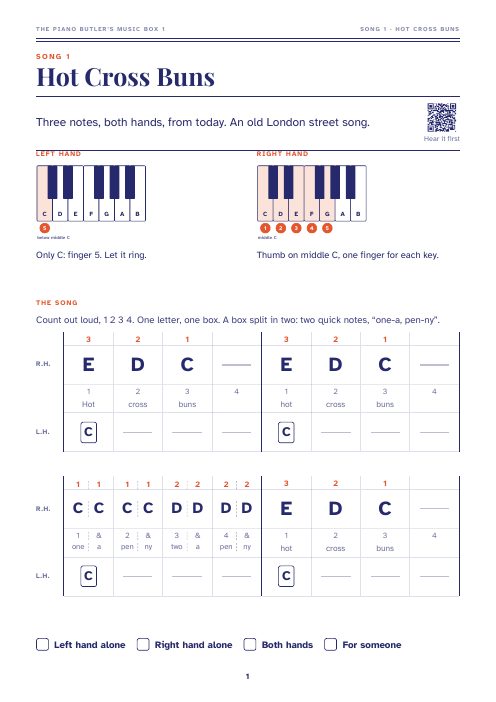 THE PIANO BUTLER'S MUSIC BOX 1
SONG 1 · HOT CROSS BUNS
SONG 1
Hot Cross Buns
Three notes, both hands, from today. An old London street song.
Hear it first
LEFT HAND
C D E F G A B
5
below middle C
Only C: finger 5. Let it ring.
RIGHT HAND
C D E F G A B
1 2 3 4 5
middle C
Thumb on middle C, one finger for each key.
THE SONG
Count out loud, 1 2 3 4. One letter, one box. A box split in two: two quick notes, “one-a, pen-ny”.
3 2 1 3 2 1
R.H. E D C E D C
1 2 3 4 1 2 3 4
Hot cross buns hot cross buns
L.H. C C
1 1 1 1 2 2 2 2 3 2 1
R.H. C C C C D D D D E D C
1 & 2 & 3 & 4 & 1 2 3 4
one a pen ny two a pen ny hot cross buns
L.H. C C
Left hand alone Right hand alone Both hands For someone
1